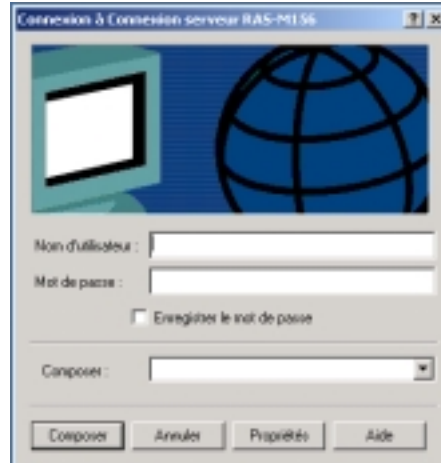 Connexion à Connexion serveur RAS-M156
Nom d'utilisateur :
Mot de passe :
Enregistrer le mot de passe
Composer :
Composer Annuler Propriétés Aide